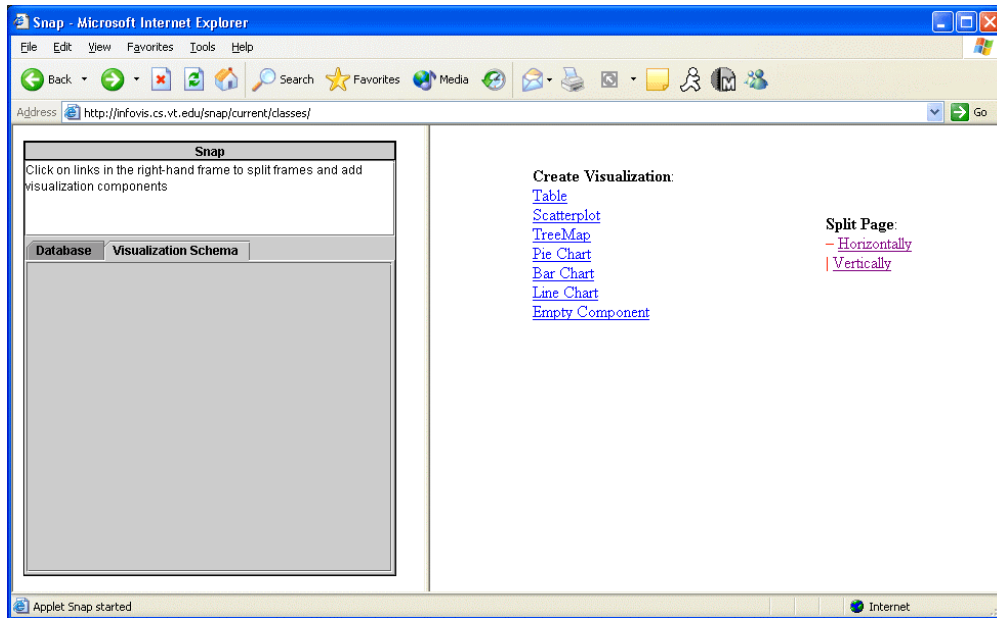 Snap - Microsoft Internet Explorer
File Edit View Favorites Tools Help
Back Search Favorites Media
Address http://infovis.cs.vt.edu/snap/current/classes/ Go
Snap
Click on links in the right-hand frame to split frames and add
visualization components
Database Visualization Schema
Create Visualization:
Table
Scatterplot
TreeMap
Pie Chart
Bar Chart
Line Chart
Empty Component
Split Page:
– Horizontally
| Vertically
Applet Snap started Internet